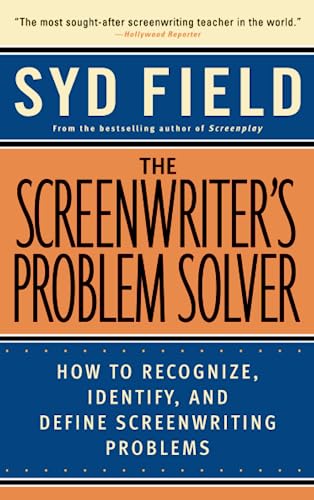 "The most sought-after screenwriting teacher in the world."
—Hollywood Reporter
SYD FIELD
From the bestselling author of Screenplay
THE
SCREENWRITER'S
PROBLEM SOLVER
HOW TO RECOGNIZE,
IDENTIFY, AND
DEFINE SCREENWRITING
PROBLEMS